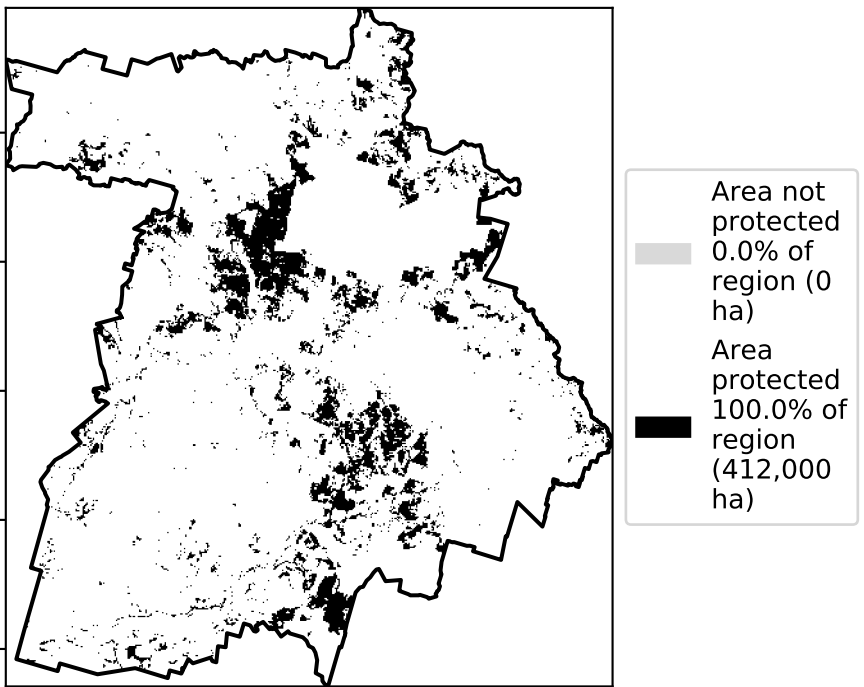 Area not
protected
0.0% of
region (0
ha)
Area
protected
100.0% of
region
(412,000
ha)